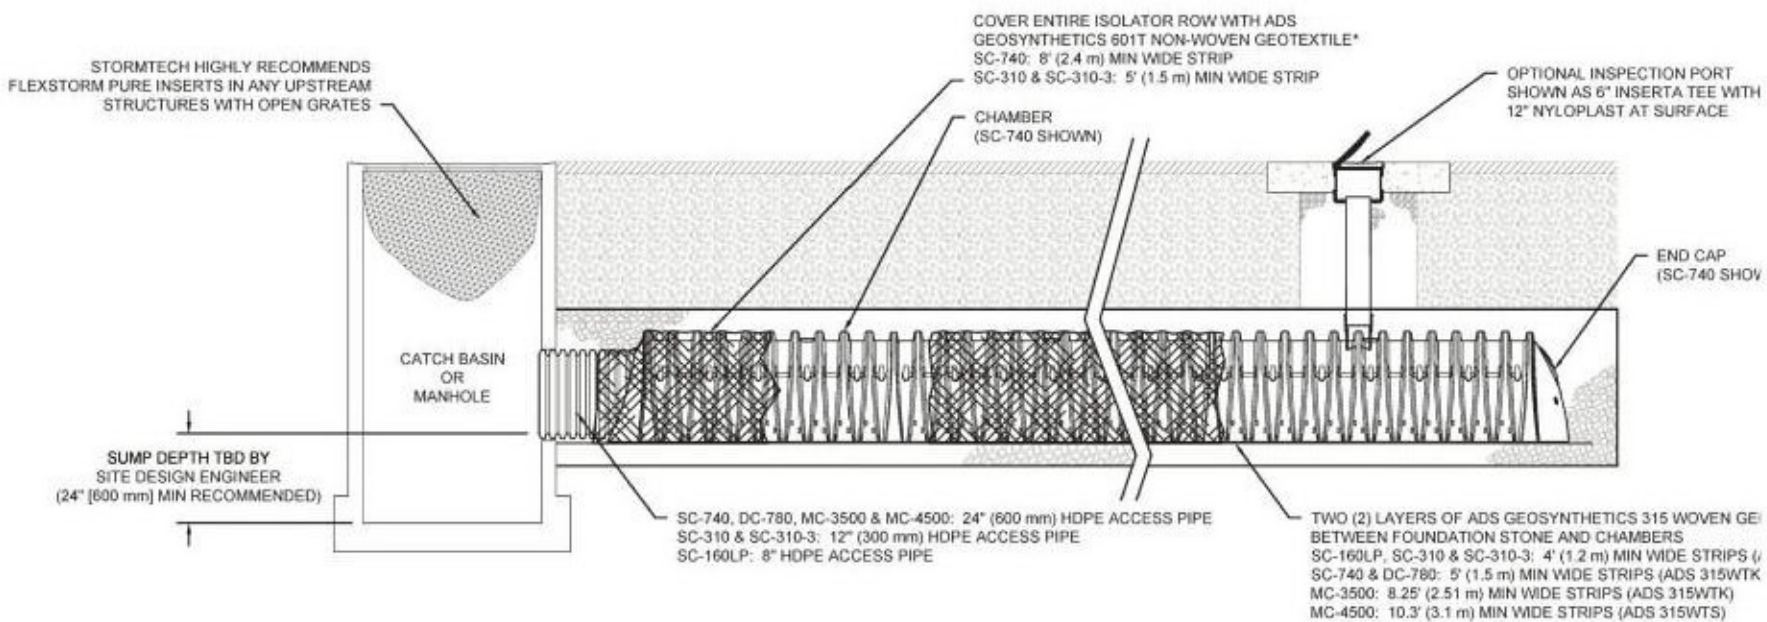 STORMTECH HIGHLY RECOMMENDS
FLEXSTORM PURE INSERTS IN ANY UPSTREAM
STRUCTURES WITH OPEN GRATES
COVER ENTIRE ISOLATOR ROW WITH ADS
GEOSYNTHETICS 601T NON-WOVEN GEOTEXTILE*
SC-740: 8' (2.4 m) MIN WIDE STRIP
SC-310 & SC-310-3: 5' (1.5 m) MIN WIDE STRIP
CHAMBER
(SC-740 SHOWN)
OPTIONAL INSPECTION PORT
SHOWN AS 6" INSERTA TEE WITH
12" NYLOPLAST AT SURFACE
END CAP
(SC-740
CATCH BASIN
OR
MANHOLE
SUMP DEPTH TBD BY
SITE DESIGN ENGINEER
(24" [600 mm] MIN RECOMMENDED)
SC-740, DC-780, MC-3500 & MC-4500: 24" (600 mm) HDPE ACCESS PIPE
SC-310 & SC-310-3: 12" (300 mm) HDPE ACCESS PIPE
SC-160LP: 8" HDPE ACCESS PIPE
TWO (2) LAYERS OF ADS GEOSYNTHETICS 315 WOVEN
BETWEEN FOUNDATION STONE AND CHAMBERS
SC-160LP, SC-310 & SC-310-3: 4' (1.2 m) MIN WIDE STRIPS
SC-740 & DC-780: 5' (1.5 m) MIN WIDE STRIPS (ADS 315WTK
MC-3500: 8.25' (2.51 m) MIN WIDE STRIPS (ADS 315WTK)
MC-4500: 10.3' (3.1 m) MIN WIDE STRIPS (ADS 315WTS)